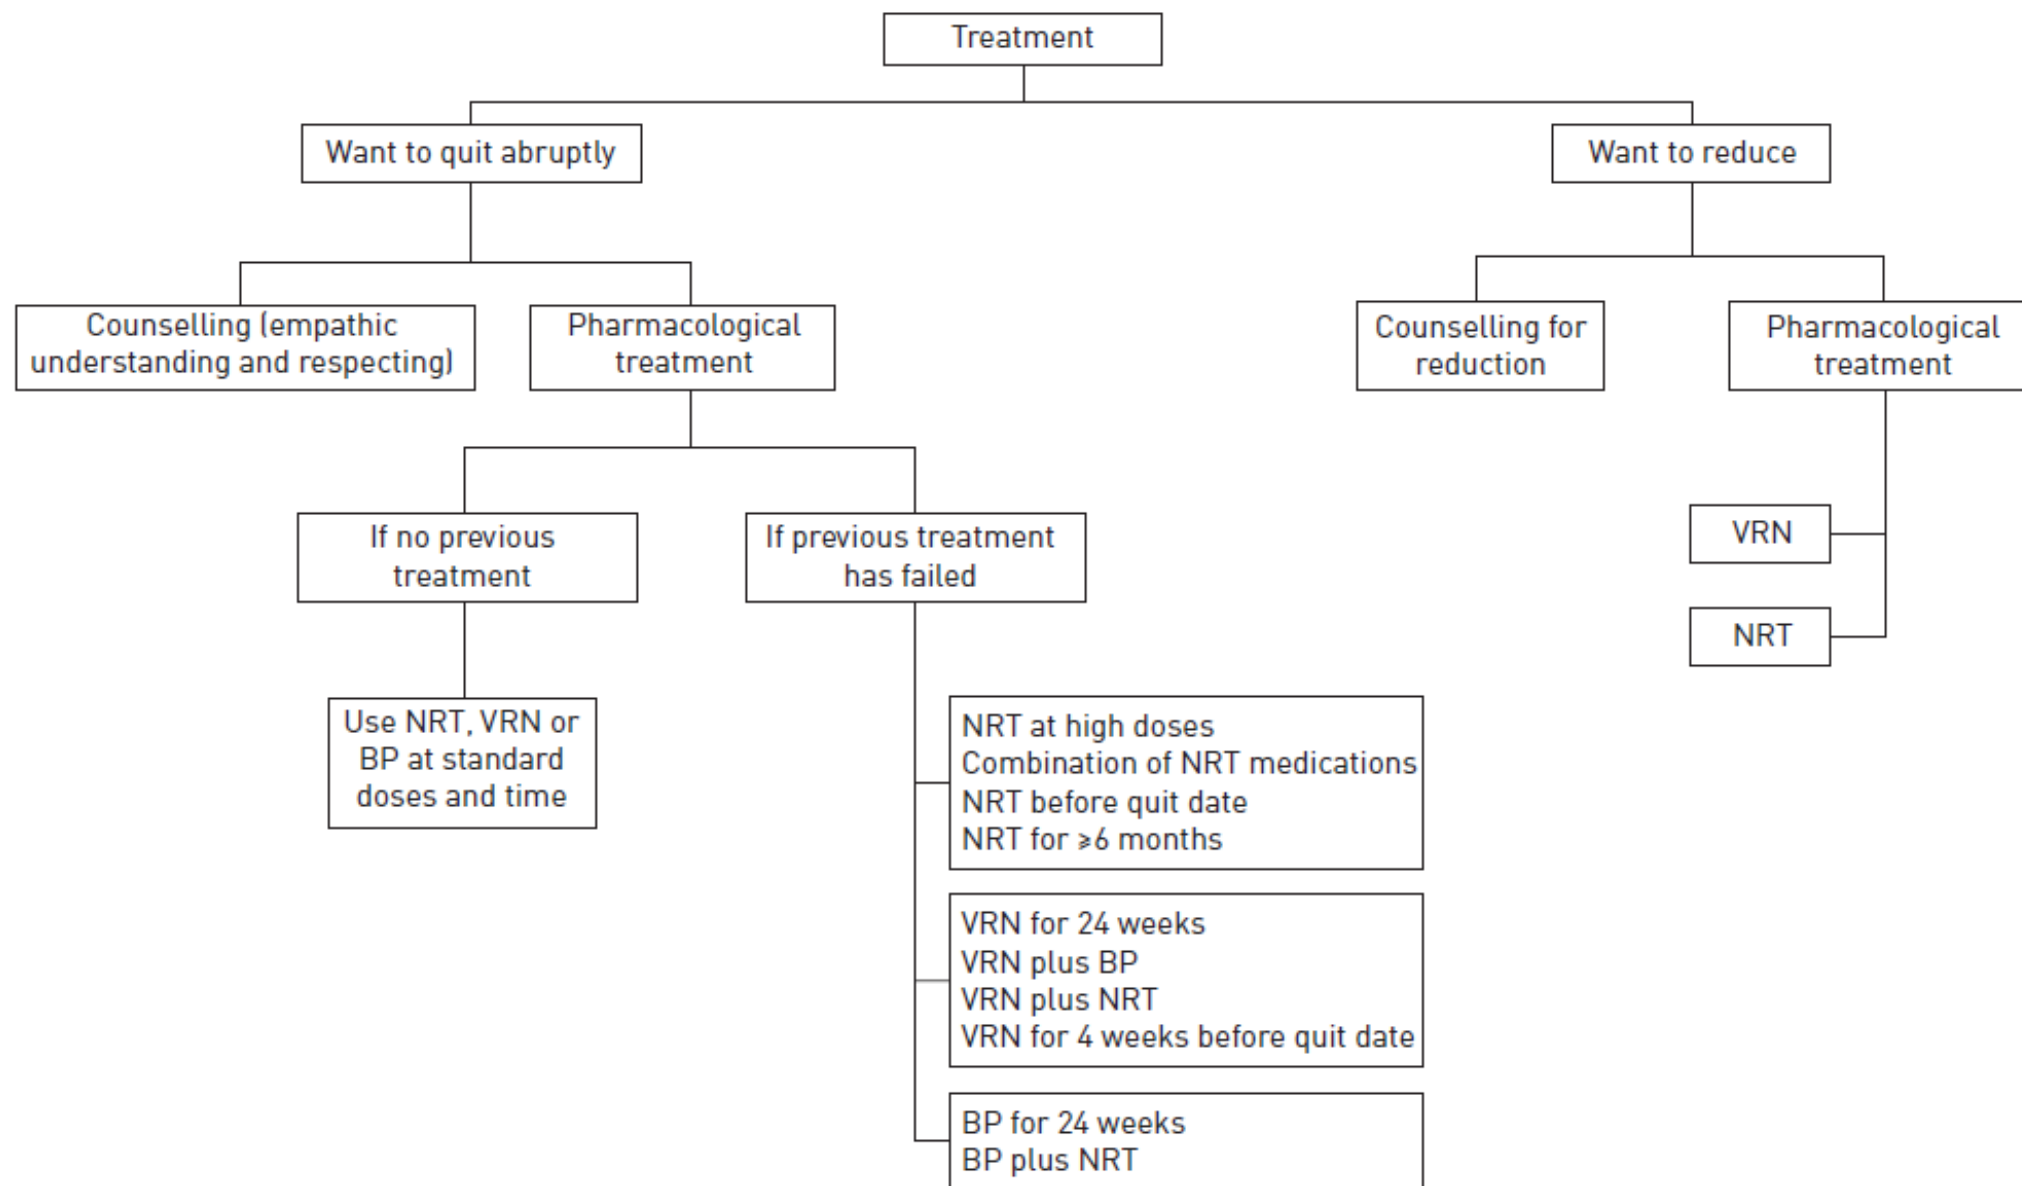 Treatment
Want to quit abruptly
Want to reduce
Counselling (empathic
understanding and respecting)
Pharmacological
treatment
Counselling for
reduction
Pharmacological
treatment
If no previous
treatment
If previous treatment
has failed
VRN
NRT
Use NRT, VRN or
BP at standard
doses and time
NRT at high doses
Combination of NRT medications
NRT before quit date
NRT for ⩾6 months
VRN for 24 weeks
VRN plus BP
VRN plus NRT
VRN for 4 weeks before quit date
BP for 24 weeks
BP plus NRT